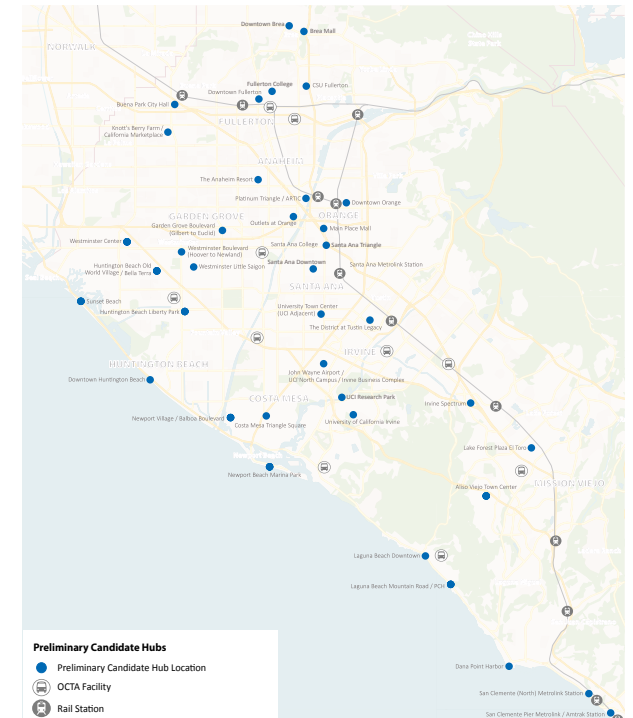 Downtown Brea
Brea Mall
NORWALK
Fullerton College
CSU Fullerton
Downtown Fullerton
Buena Park City Hall
FULLERTON
Knott's Berry Farm /
California Marketplace
ANAHEIM
The Anaheim Resort
Platinum Triangle / ARTIC
Downtown Orange
GARDEN GROVE
Outlets at Orange
ORANGE
Garden Grove Boulevard
(Gilbert to Euclid)
Main Place Mall
Westminster Center
Santa Ana College
Santa Ana Triangle
Westminster Boulevard
(Hoover to Newland)
Huntington Beach Old
World Village / Bella Terra
Westminster Little Saigon
Santa Ana Downtown
Santa Ana Metrolink Station
SANTA ANA
Sunset Beach
Huntington Beach Liberty Park
University Town Center
(UCI Adjacent)
The District at Tustin Legacy
IRVINE
HUNTINGTON BEACH
John Wayne Airport /
UCI North Campus / Irvine Business Complex
Downtown Huntington Beach
COSTA MESA
UCI Research Park
Irvine Spectrum
Newport Village / Balboa Boulevard
Costa Mesa Triangle Square
University of California Irvine
Lake Forest Plaza El Toro
Newport Beach Marina Park
MISSION VIEJO
Aliso Viejo Town Center
Laguna Beach Downtown
Laguna Beach Mountain Road / PCH
Dana Point Harbor
San Clemente (North) Metrolink Station
San Clemente Pier Metrolink / Amtrak Station
Preliminary Candidate Hubs
Preliminary Candidate Hub Location
OCTA Facility
Rail Station